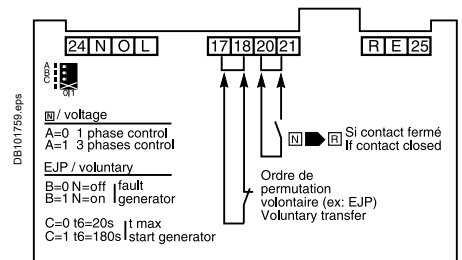 24 N O L 17 18 20 21 R E 25
A
B
C
0 1
N / voltage
A=0 1 phase control
A=1 3 phases control
EJP / voluntary
B=0 N=off fault
B=1 N=on generator
C=0 t6=20s t max
C=1 t6=180s start generator
N R Si contact fermé
If contact closed
Ordre de
permutation
volontaire (ex: EJP)
Voluntary transfer
DB101759.eps